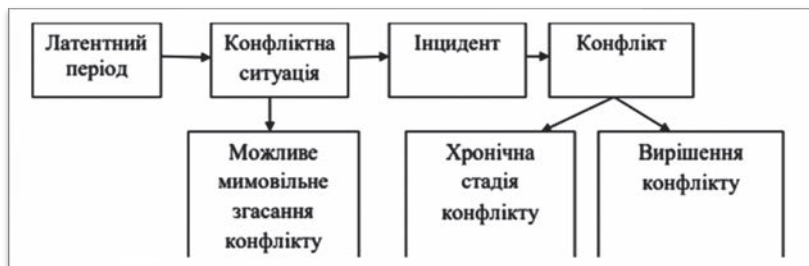 Латентний
період
Конфліктна
ситуація
Інцидент
Конфлікт
Можливе
мимовільне
згасання
конфлікту
Хронічна
стадія
конфлікту
Вирішення
конфлікту